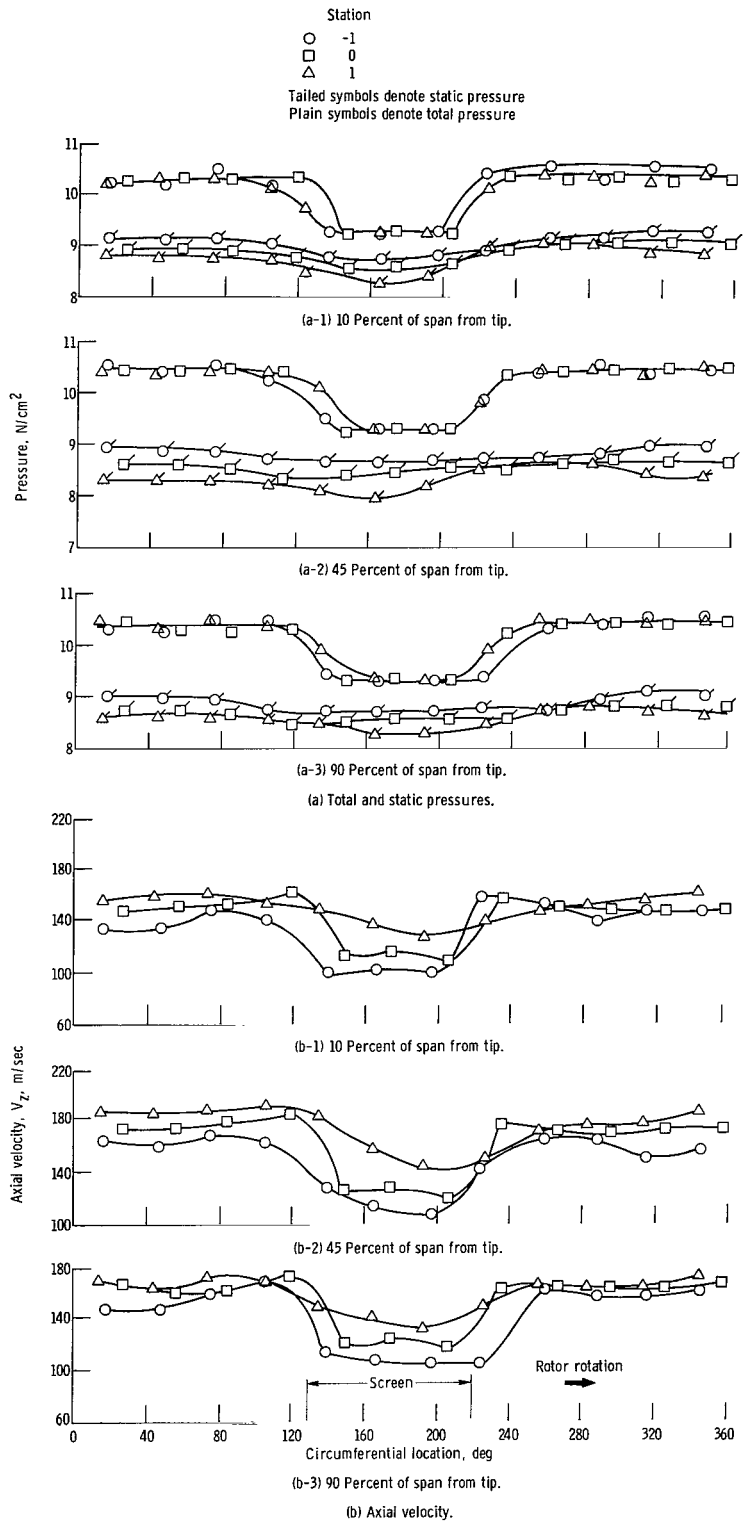 Station
-1
0
1
Tailed symbols denote static pressure
Plain symbols denote total pressure
11
10
9
8
(a-1) 10 Percent of span from tip.
Pressure, N/cm²
11
10
9
8
7
(a-2) 45 Percent of span from tip.
11
10
9
8
(a-3) 90 Percent of span from tip.
(a) Total and static pressures.
220
180
140
100
60
(b-1) 10 Percent of span from tip.
Axial velocity, V_Z, m/sec
220
180
140
100
(b-2) 45 Percent of span from tip.
180
140
100
60
Screen
Rotor rotation
0 40 80 120 160 200 240 280 320 360
Circumferential location, deg
(b-3) 90 Percent of span from tip.
(b) Axial velocity.